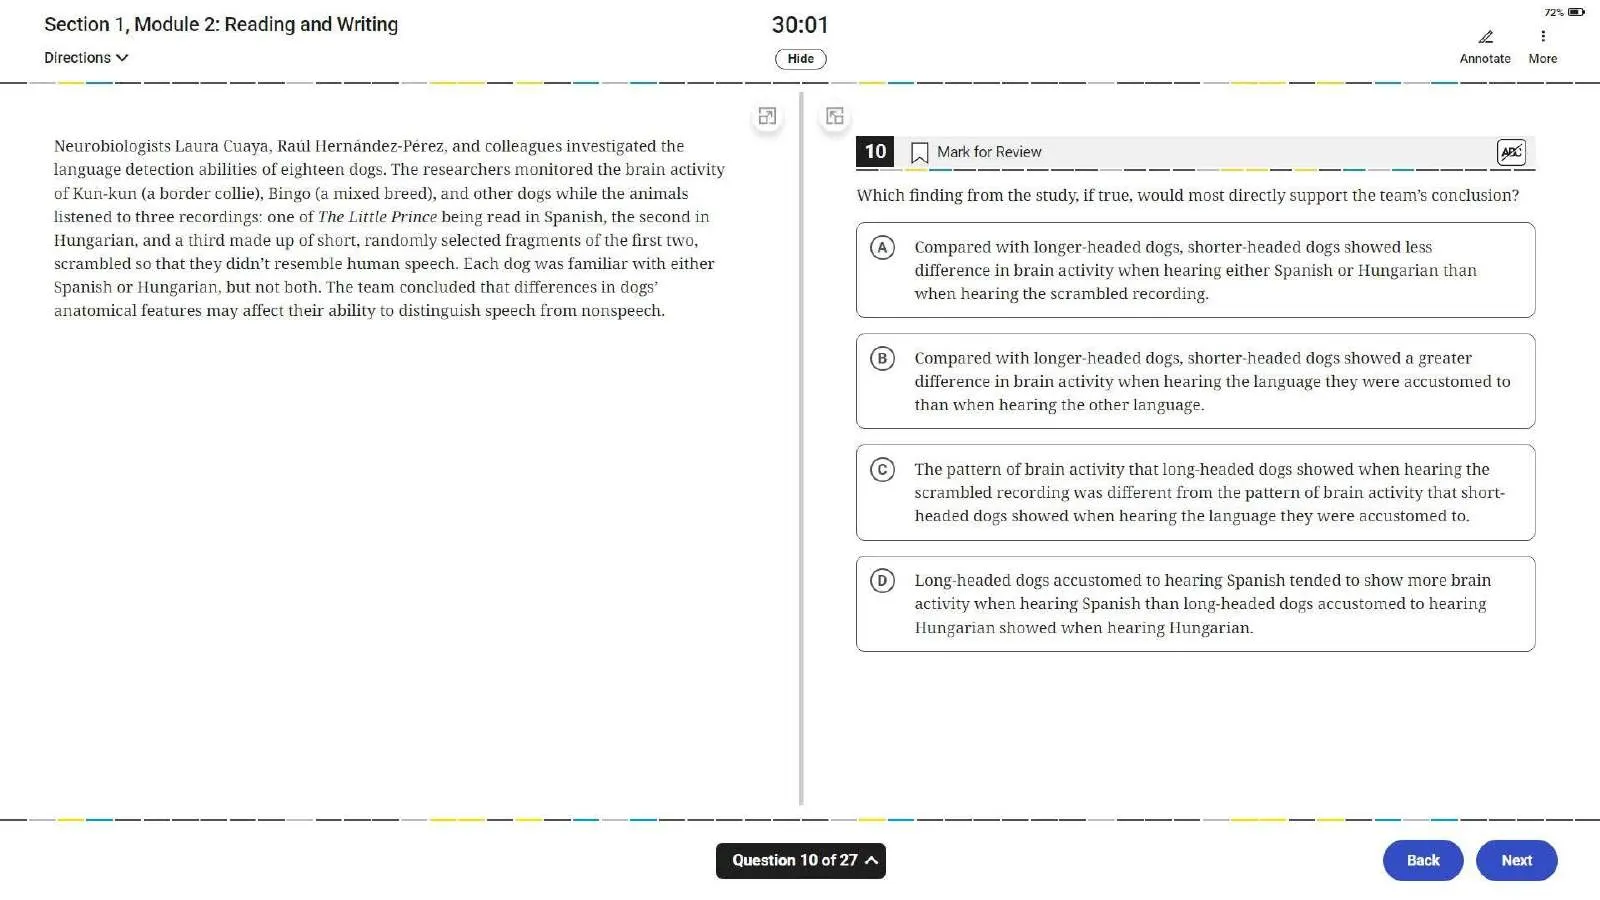 Section 1, Module 2: Reading and Writing
Directions
30:01
Hide
72%
Annotate
More
Neurobiologists Laura Cuaya, Raúl Hernández-Pérez, and colleagues investigated the
language detection abilities of eighteen dogs. The researchers monitored the brain activity
of Kun-kun (a border collie), Bingo (a mixed breed), and other dogs while the animals
listened to three recordings: one of The Little Prince being read in Spanish, the second in
Hungarian, and a third made up of short, randomly selected fragments of the first two,
scrambled so that they didn’t resemble human speech. Each dog was familiar with either
Spanish or Hungarian, but not both. The team concluded that differences in dogs’
anatomical features may affect their ability to distinguish speech from nonspeech.
10
Mark for Review
ABC
Which finding from the study, if true, would most directly support the team’s conclusion?
A
Compared with longer-headed dogs, shorter-headed dogs showed less
difference in brain activity when hearing either Spanish or Hungarian than
when hearing the scrambled recording.
B
Compared with longer-headed dogs, shorter-headed dogs showed a greater
difference in brain activity when hearing the language they were accustomed to
than when hearing the other language.
C
The pattern of brain activity that long-headed dogs showed when hearing the
scrambled recording was different from the pattern of brain activity that short-
headed dogs showed when hearing the language they were accustomed to.
D
Long-headed dogs accustomed to hearing Spanish tended to show more brain
activity when hearing Spanish than long-headed dogs accustomed to hearing
Hungarian showed when hearing Hungarian.
Question 10 of 27
Back
Next